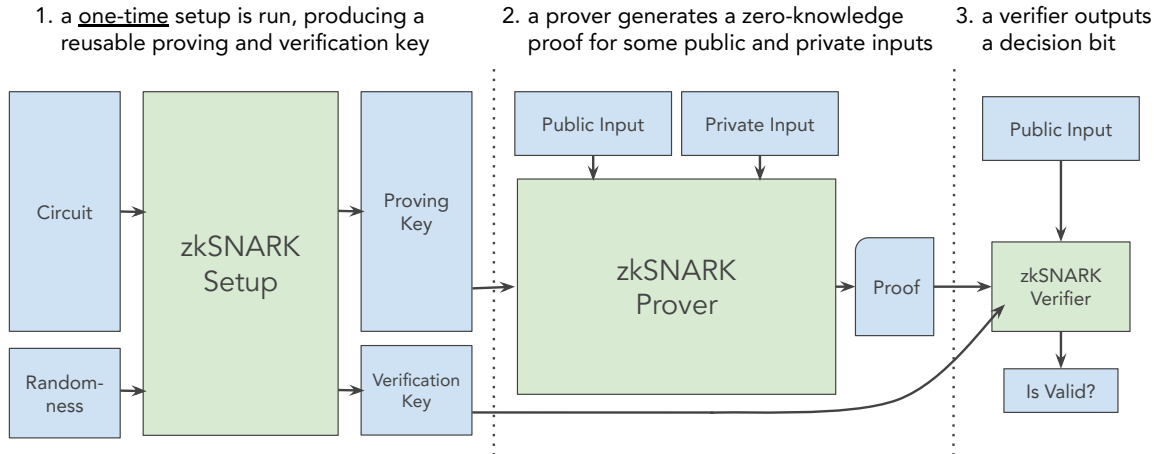 1. a one-time setup is run, producing a
reusable proving and verification key
2. a prover generates a zero-knowledge
proof for some public and private inputs
3. a verifier outputs
a decision bit
Circuit
Random-
ness
zkSNARK
Setup
Proving
Key
Verification
Key
Public Input
Private Input
zkSNARK
Prover
Proof
Public Input
zkSNARK
Verifier
Is Valid?